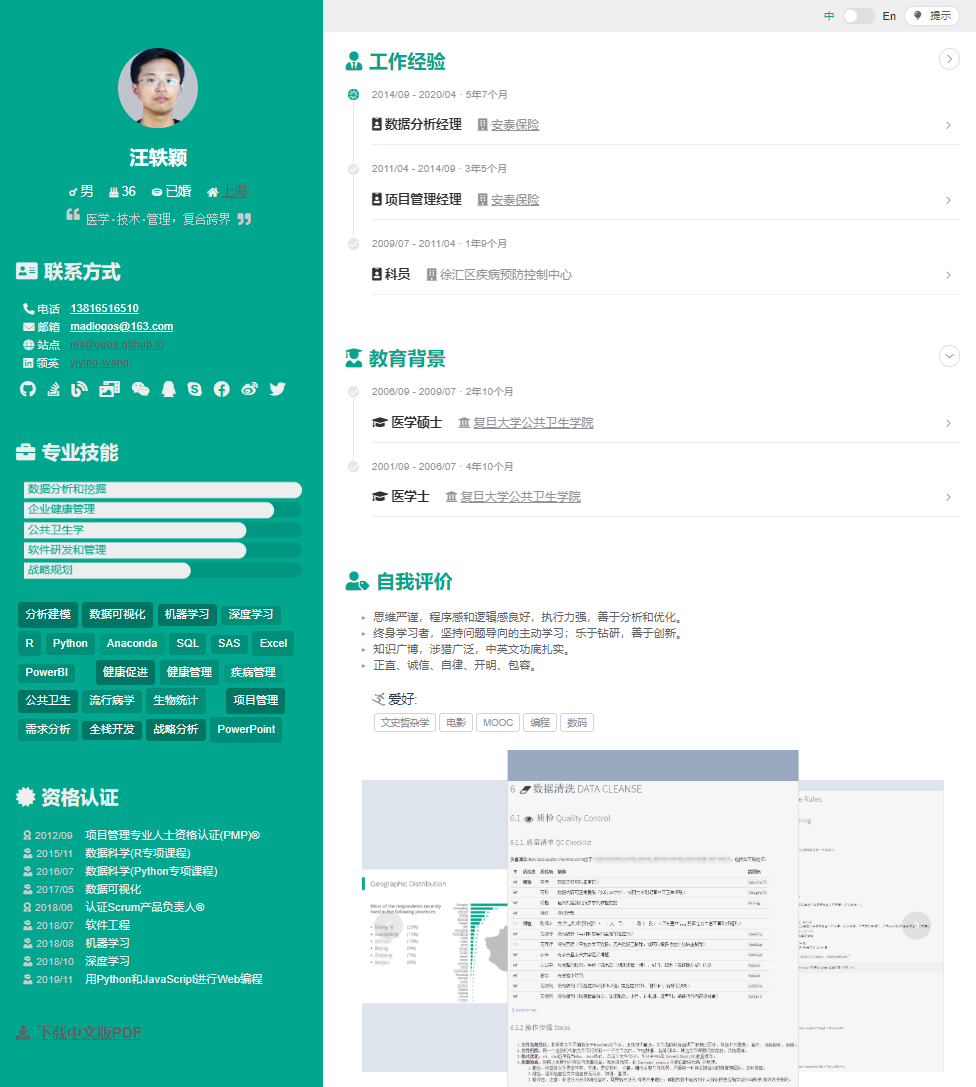 中 En 提示
汪轶颖
男 36 已婚 上海
医学·技术·管理，复合跨界
联系方式
电话 13816516510
邮箱 madlogos@163.com
站点 madlogos.github.io
领英 yiying-wang
专业技能
数据分析和挖掘
企业健康管理
公共卫生学
软件研发和管理
战略规划
分析建模 数据可视化 机器学习 深度学习
R Python Anaconda SQL SAS Excel
PowerBI 健康促进 健康管理 疾病管理
公共卫生 流行病学 生物统计 项目管理
需求分析 全栈开发 战略分析 PowerPoint
资格认证
2012/09 项目管理专业人士资格认证(PMP)®
2015/11 数据科学(R专项课程)
2016/07 数据科学(Python专项课程)
2017/05 数据可视化
2018/06 认证Scrum产品负责人®
2018/07 软件工程
2018/08 机器学习
2018/10 深度学习
2019/11 用Python和JavaScript进行Web编程
下载中文版PDF
工作经验
2014/09 - 2020/04 · 5年7个月
数据分析经理 安泰保险
2011/04 - 2014/09 · 3年5个月
项目管理经理 安泰保险
2009/07 - 2011/04 · 1年9个月
科员 徐汇区疾病预防控制中心
教育背景
2006/09 - 2009/07 · 2年10个月
医学硕士 复旦大学公共卫生学院
2001/09 - 2006/07 · 4年10个月
医学士 复旦大学公共卫生学院
自我评价
思维严谨，程序感和逻辑感良好，执行力强，善于分析和优化。
终身学习者，坚持问题导向的主动学习；乐于钻研，善于创新。
知识广博，涉猎广泛，中英文功底扎实。
正直、诚信、自律、开明、包容。
爱好:
文史哲杂学 电影 MOOC 编程 数码
Geographic Distribution
Most of the respondents recently
lived in the following provinces
6 数据清洗 DATA CLEANSE
6.1 质检 Quality Control
6.1.1 质量清单 QC Checklist
6.1.2 操作步骤 Steps